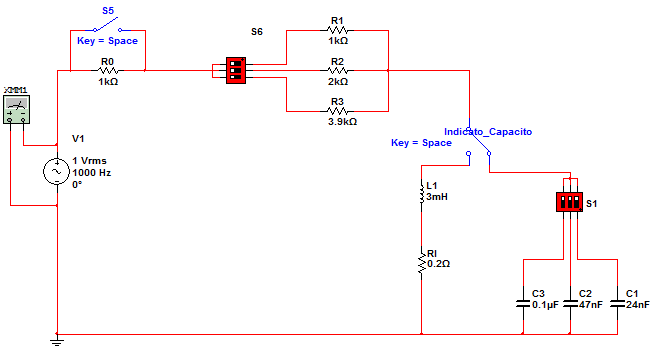 S5
Key = Space
R0
1kΩ
S6
R1
1kΩ
R2
2kΩ
R3
3.9kΩ
XMM1
V1
1 Vrms
1000 Hz
0°
Indicato_Capacito
Key = Space
L1
3mH
Rl
0.2Ω
S1
C3
0.1µF
C2
47nF
C1
24nF